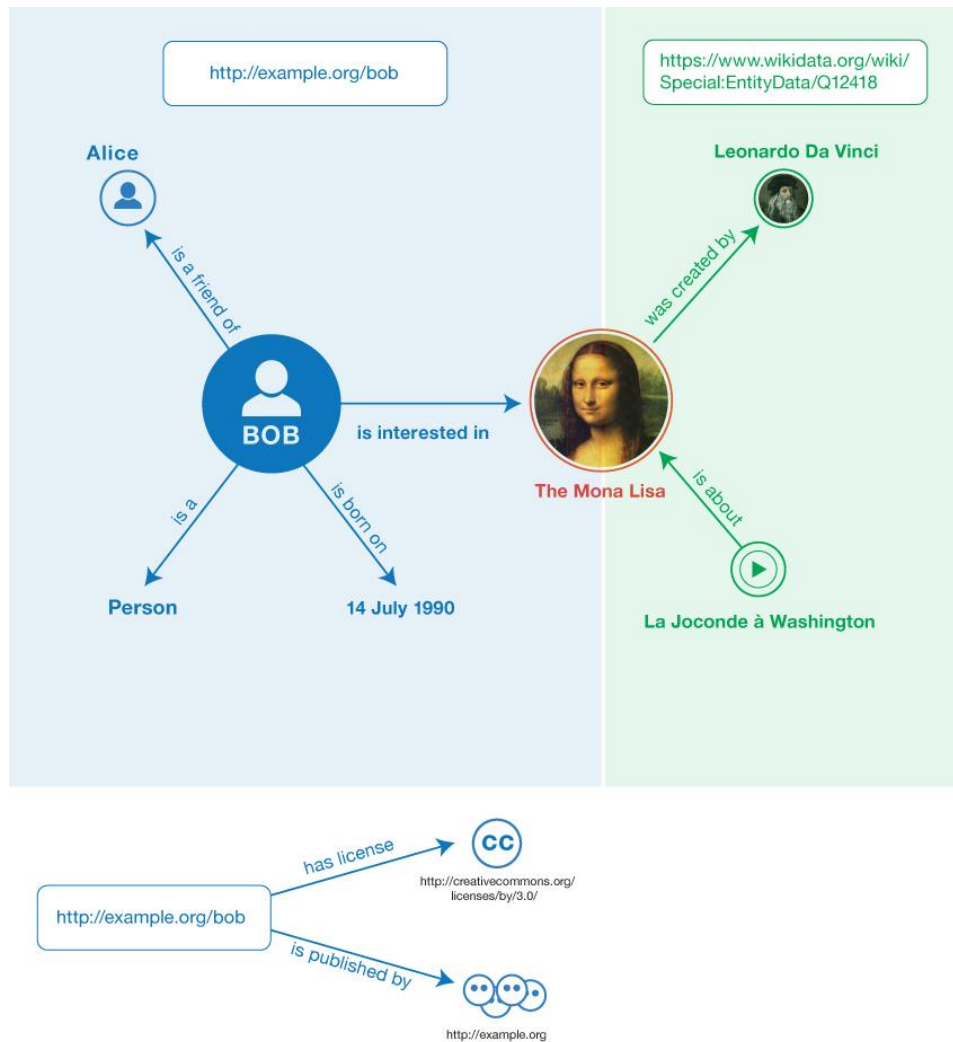 http://example.org/bob
https://www.wikidata.org/wiki/
Special:EntityData/Q12418
Alice
Leonardo Da Vinci
is a friend of
was created by
BOB
is interested in
The Mona Lisa
is a
is born on
is about
Person
14 July 1990
La Joconde à Washington
has license
cc
http://creativecommons.org/
licenses/by/3.0/
http://example.org/bob
is published by
http://example.org